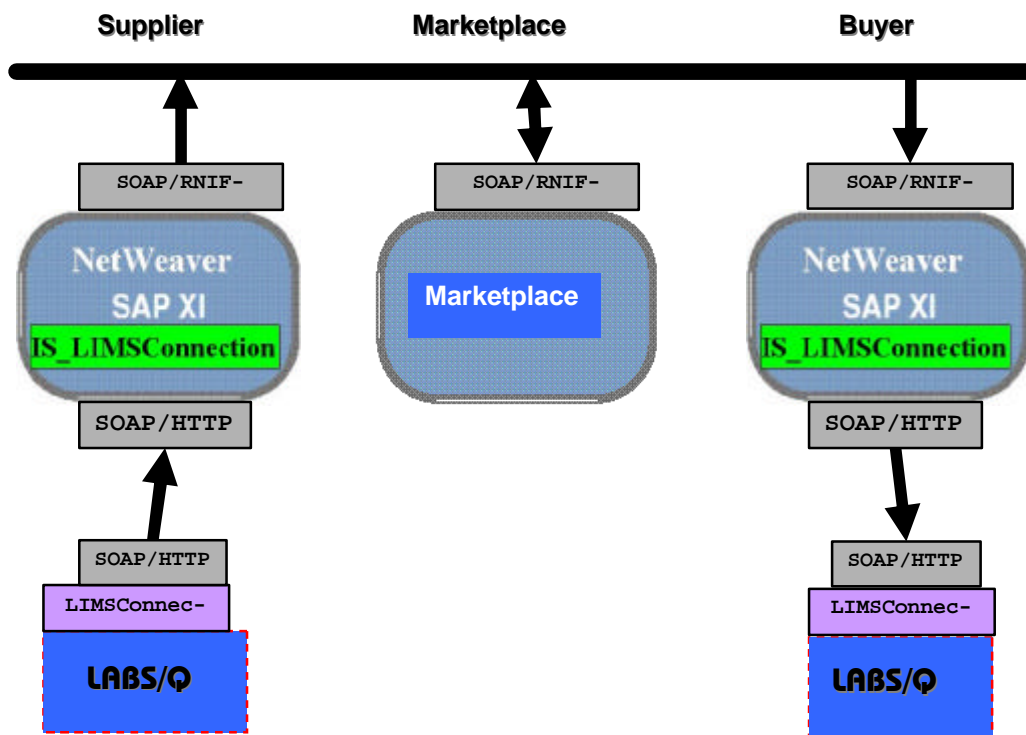 Supplier
Marketplace
Buyer
SOAP/RNIF-
SOAP/RNIF-
SOAP/RNIF-
NetWeaver
SAP XI
IS_LIMSConnection
Marketplace
NetWeaver
SAP XI
IS_LIMSConnection
SOAP/HTTP
SOAP/HTTP
SOAP/HTTP
LIMSConnec-
LABS/Q
SOAP/HTTP
LIMSConnec-
LABS/Q